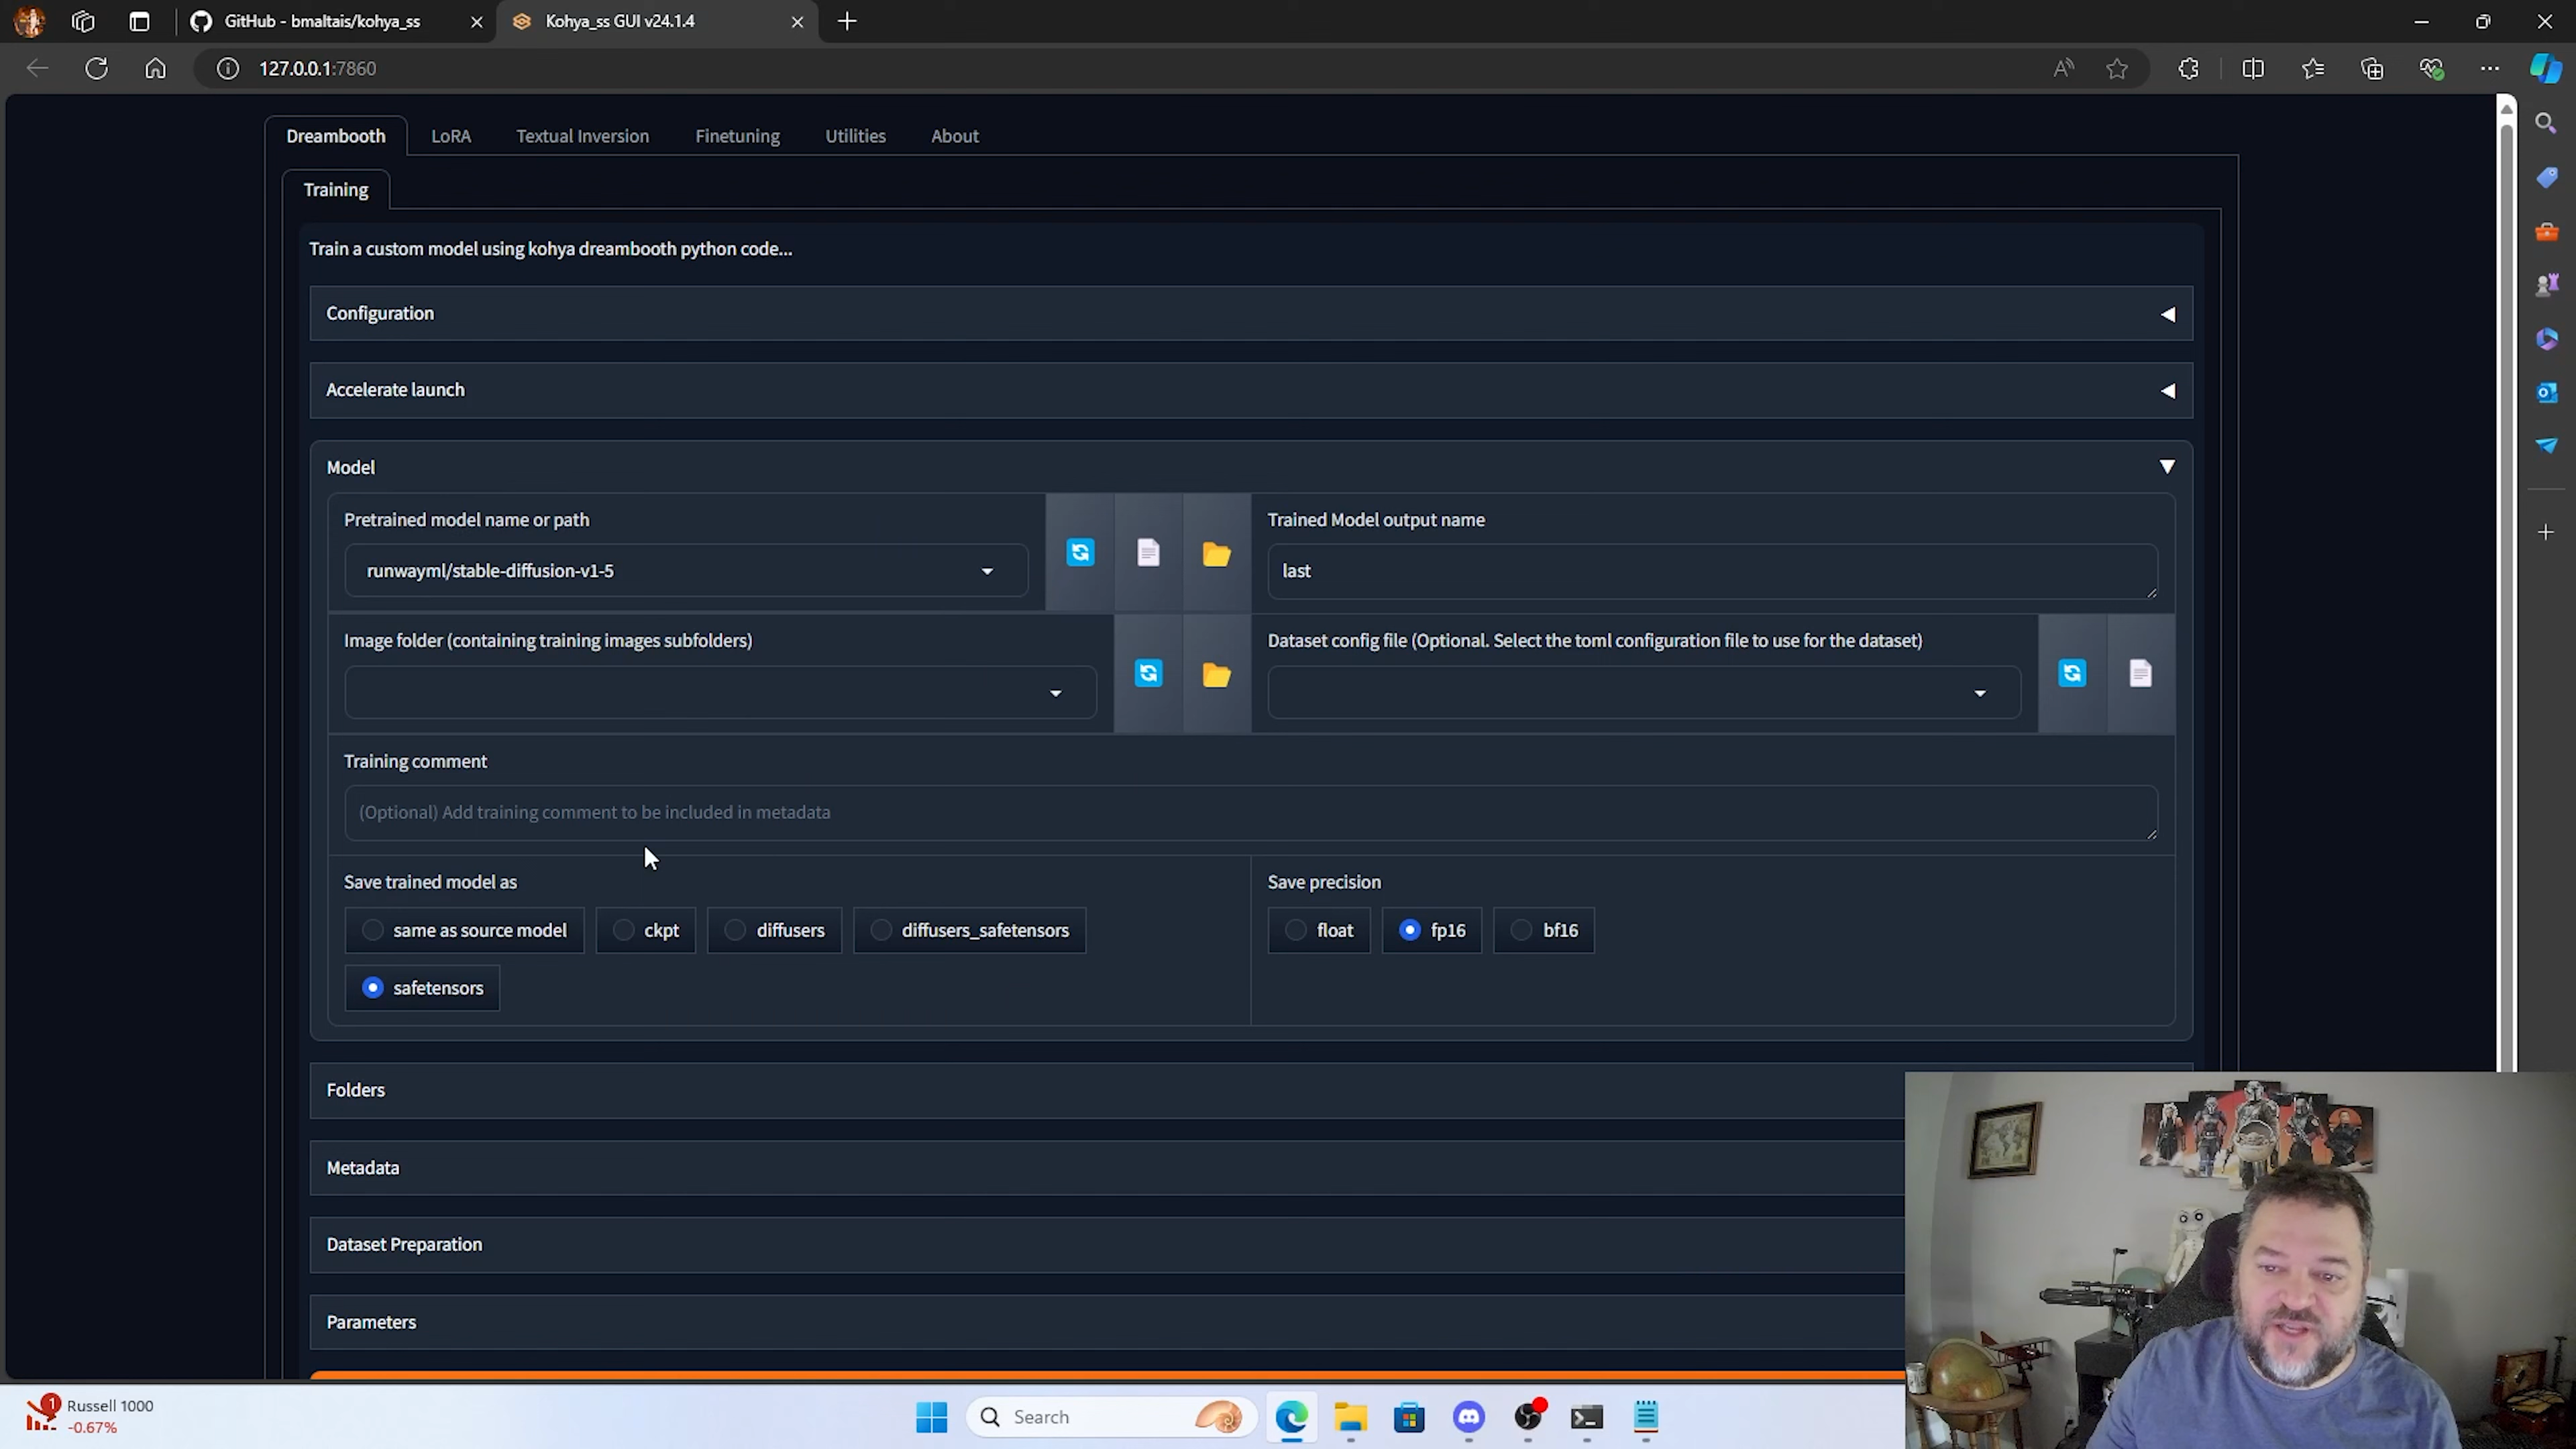 GitHub - bmaltais/kohya_ss
Kohya_ss GUI v24.1.4
127.0.0.1:7860
Dreambooth
LoRA
Textual Inversion
Finetuning
Utilities
About
Training
Train a custom model using kohya dreambooth python code...
Configuration
Accelerate launch
Model
Pretrained model name or path
Trained Model output name
runwayml/stable-diffusion-v1-5
last
Image folder (containing training images subfolders)
Dataset config file (Optional. Select the toml configuration file to use for the dataset)
Training comment
(Optional) Add training comment to be included in metadata
Save trained model as
Save precision
same as source model
ckpt
diffusers
diffusers_safetensors
float
fp16
bf16
safetensors
Folders
Metadata
Dataset Preparation
Parameters
1
Russell 1000
-0.67%
Search